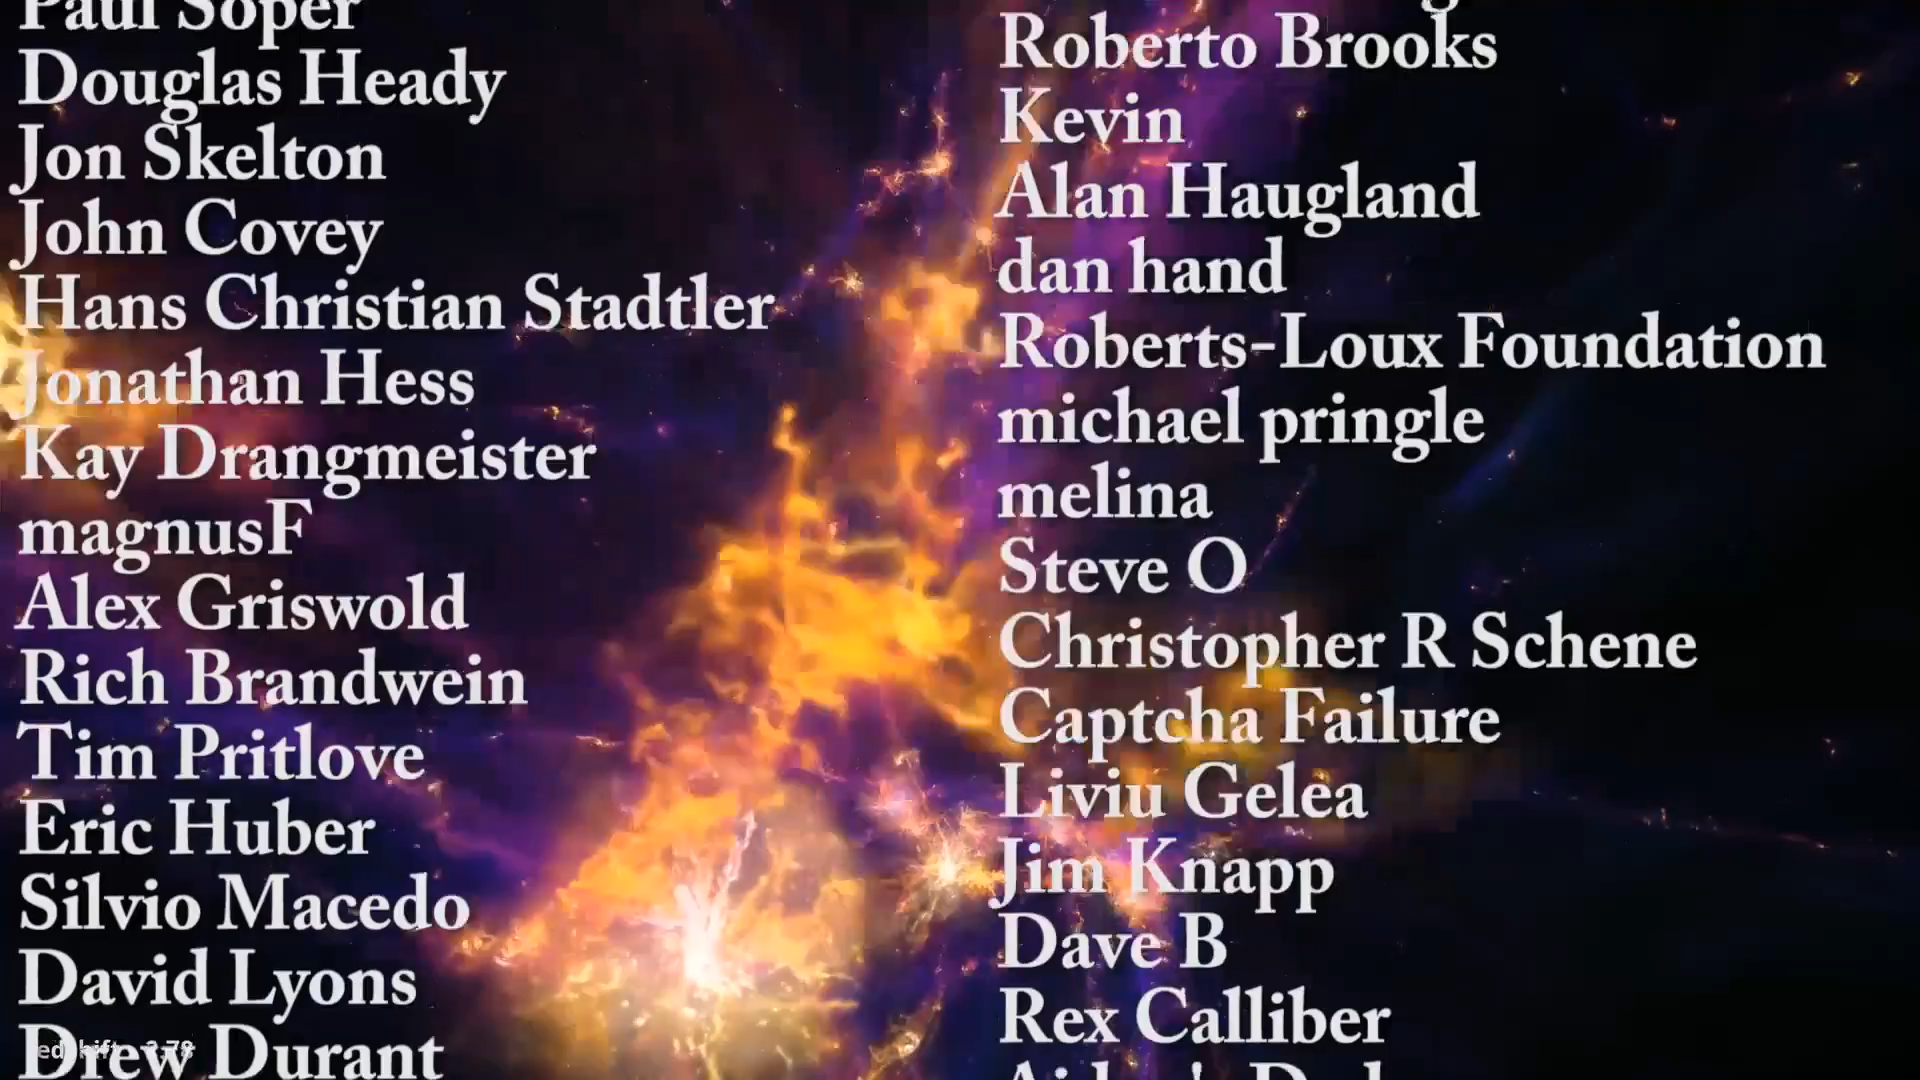 Paul Soper
Douglas Heady
Jon Skelton
John Covey
Hans Christian Stadtler
Jonathan Hess
Kay Drangmeister
magnusF
Alex Griswold
Rich Brandwein
Tim Pritlove
Eric Huber
Silvio Macedo
David Lyons
Drew Durant
Roberto Brooks
Kevin
Alan Haugland
dan hand
Roberts-Loux Foundation
michael pringle
melina
Steve O
Christopher R Schene
Captcha Failure
Liviu Gelea
Jim Knapp
Dave B
Rex Calliber